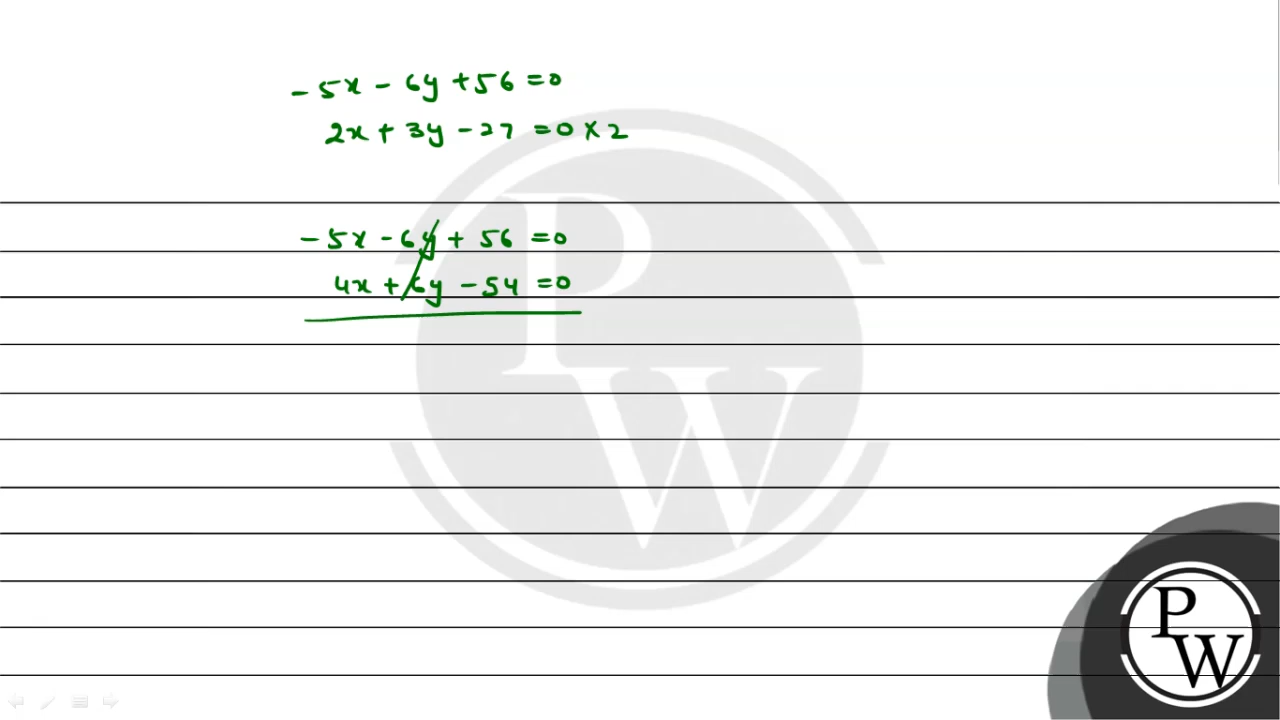 -5x - 6y + 56 = 0
2x + 3y - 27 = 0 × 2
-5x - 6y + 56 = 0
4x + 6y - 54 = 0
P
W
P
W